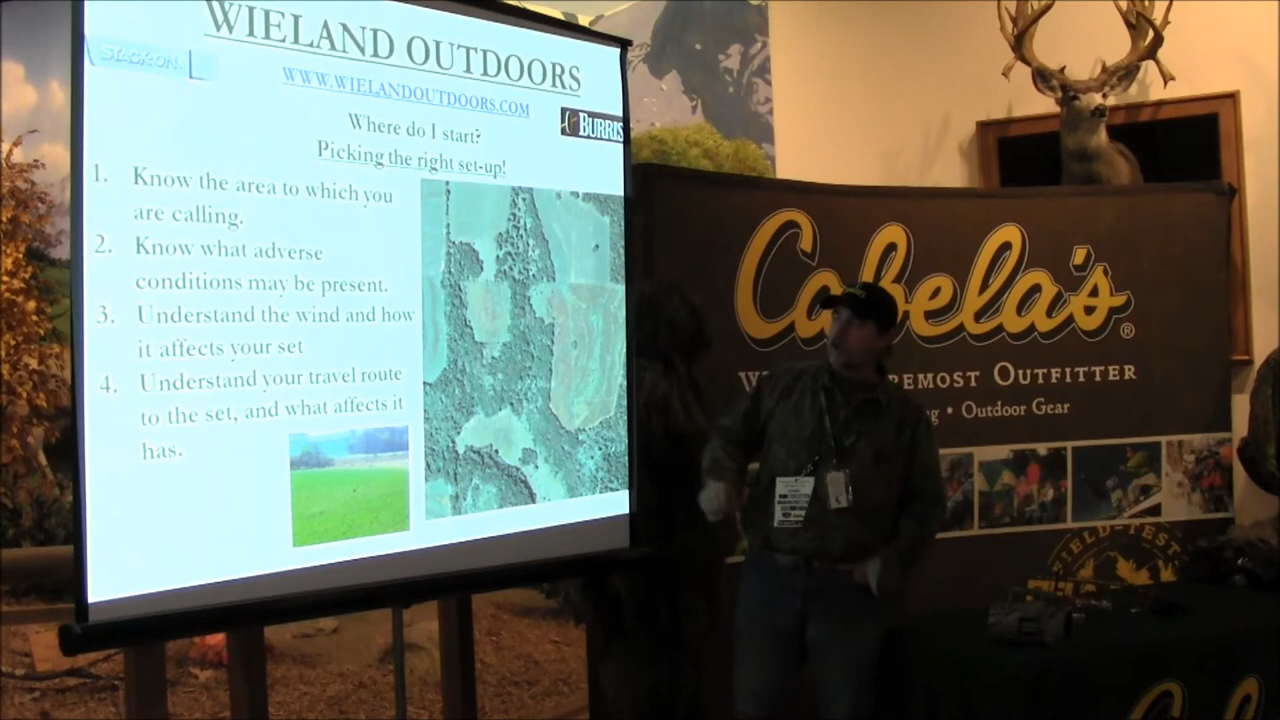 WIELAND OUTDOORS
STACK-ON
WWW.WIELANDOUTDOORS.COM
BURRIS
Where do I start?
Picking the right set-up!
1. Know the area to which you
are calling.
2. Know what adverse
conditions may be present.
3. Understand the wind and how
it affects your set
4. Understand your travel route
to the set, and what affects it
has.
Cabela's®
OUTFITTER
• Outdoor Gear